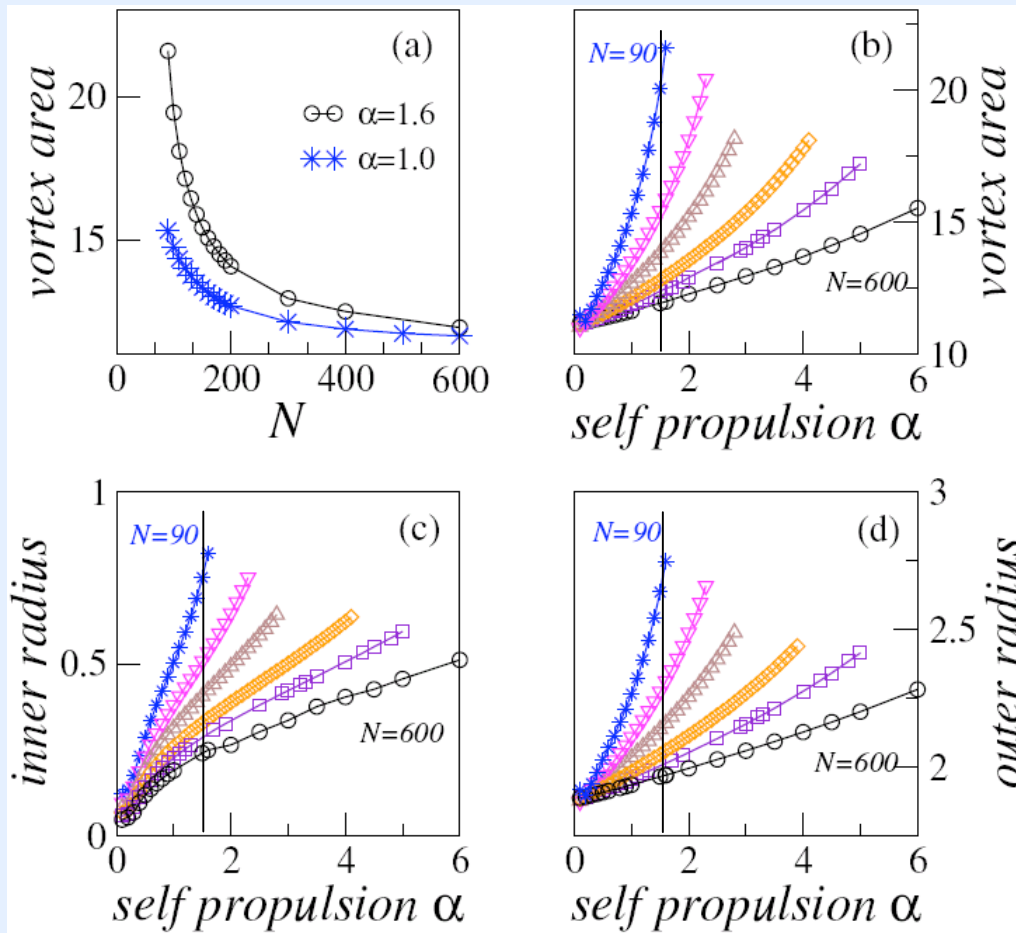 (a)
vortex area
20
15
α=1.6
α=1.0
0
200
400
600
N
(b)
N=90
N=600
vortex area
20
15
10
0
2
4
6
self propulsion α
(c)
N=90
N=600
inner radius
1
0.5
0
0
2
4
6
self propulsion α
(d)
N=90
N=600
outer radius
3
2.5
2
0
2
4
6
self propulsion α